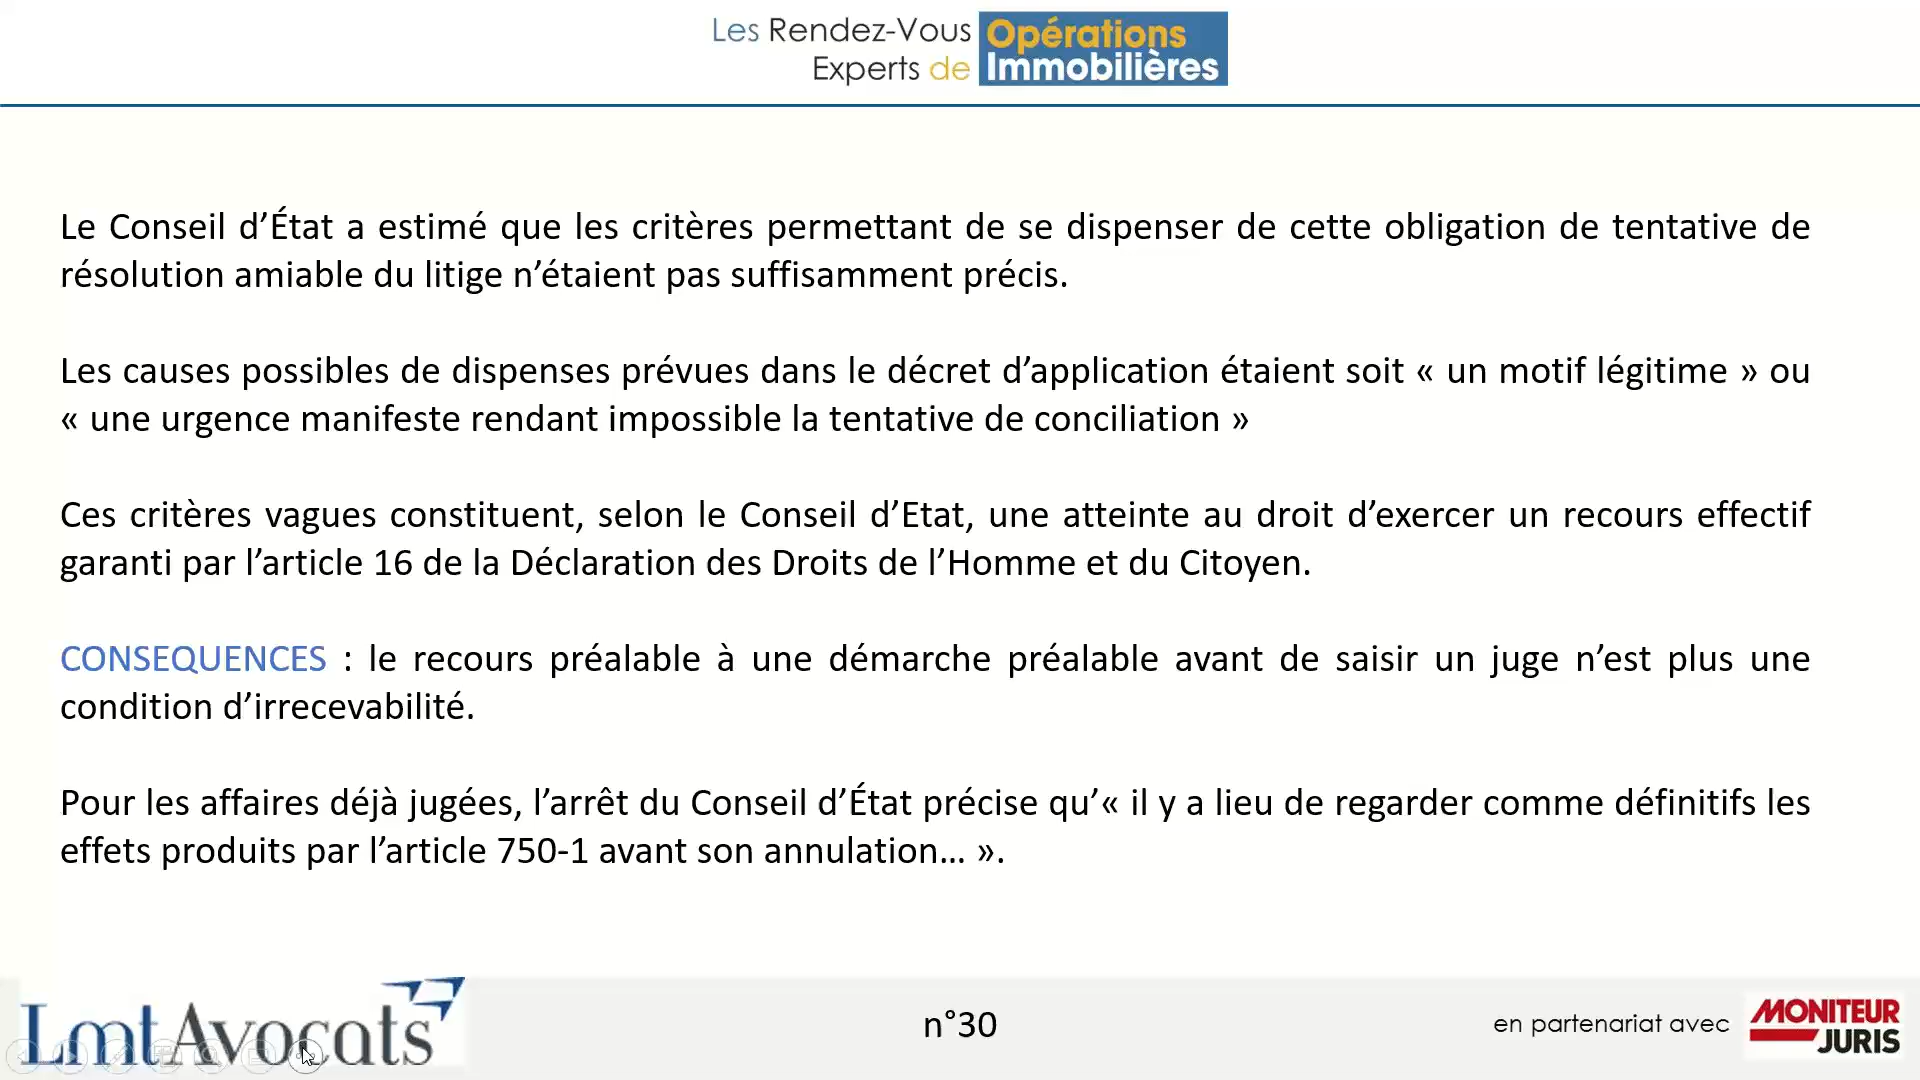 Les Rendez-Vous
Experts de
Opérations
Immobilières
Le Conseil d’État a estimé que les critères permettant de se dispenser de cette obligation de tentative de
résolution amiable du litige n’étaient pas suffisamment précis.
Les causes possibles de dispenses prévues dans le décret d’application étaient soit « un motif légitime » ou
« une urgence manifeste rendant impossible la tentative de conciliation »
Ces critères vagues constituent, selon le Conseil d’Etat, une atteinte au droit d’exercer un recours effectif
garanti par l’article 16 de la Déclaration des Droits de l’Homme et du Citoyen.
CONSEQUENCES : le recours préalable à une démarche préalable avant de saisir un juge n’est plus une
condition d’irrecevabilité.
Pour les affaires déjà jugées, l’arrêt du Conseil d’État précise qu’« il y a lieu de regarder comme définitifs les
effets produits par l’article 750-1 avant son annulation... ».
LmtAvocats
n°30
en partenariat avec
MONITEUR
JURIS